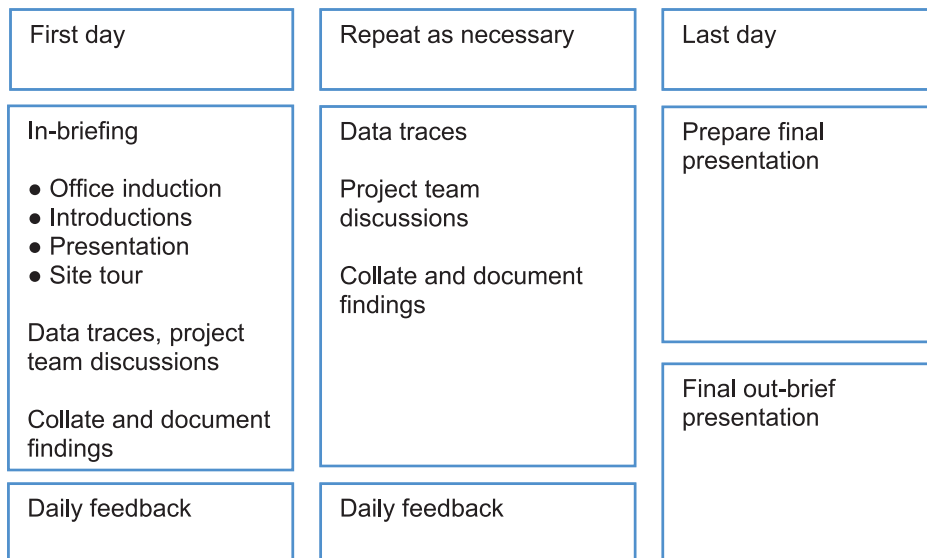 First day
In-briefing
● Office induction
● Introductions
● Presentation
● Site tour
Data traces, project
team discussions
Collate and document
findings
Daily feedback
Repeat as necessary
Data traces
Project team
discussions
Collate and document
findings
Daily feedback
Last day
Prepare final
presentation
Final out-brief
presentation